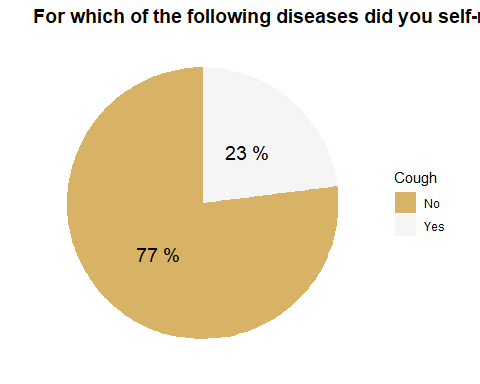 For which of the following diseases did you self-
23 %
77 %
Cough
No
Yes